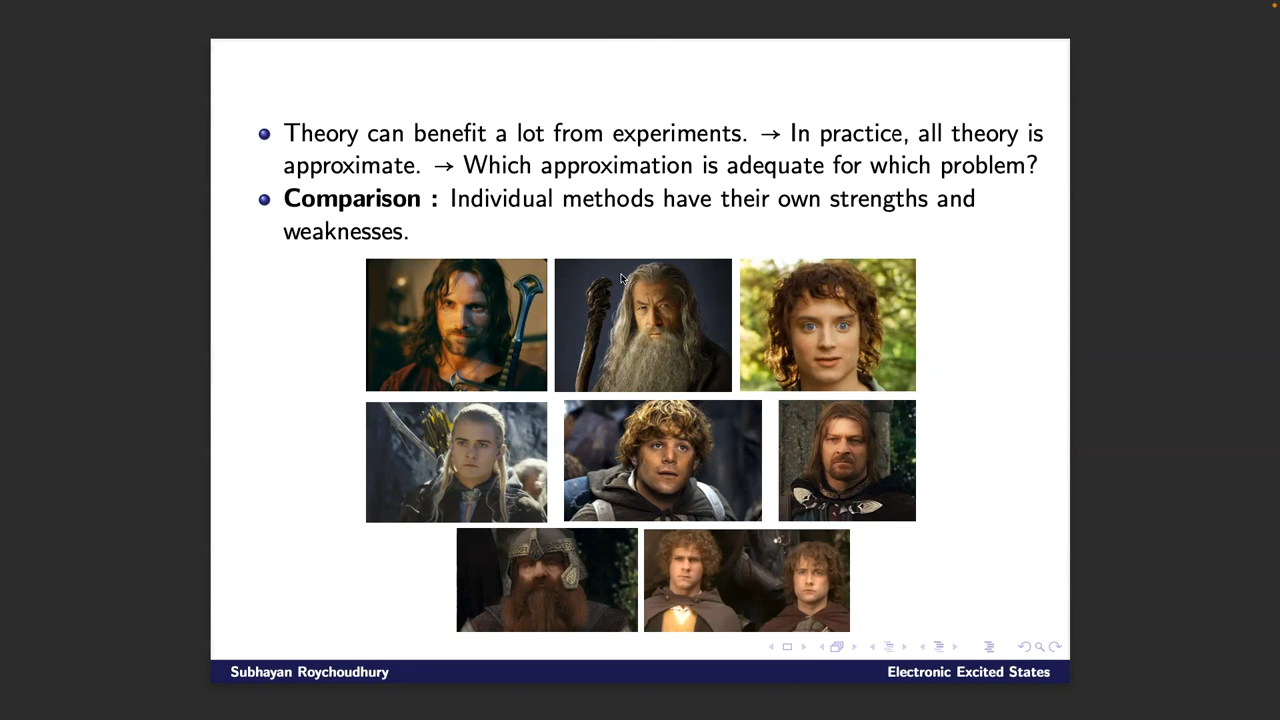 Theory can benefit a lot from experiments. → In practice, all theory is
approximate. → Which approximation is adequate for which problem?
Comparison : Individual methods have their own strengths and
weaknesses.
Subhayan Roychoudhury
Electronic Excited States